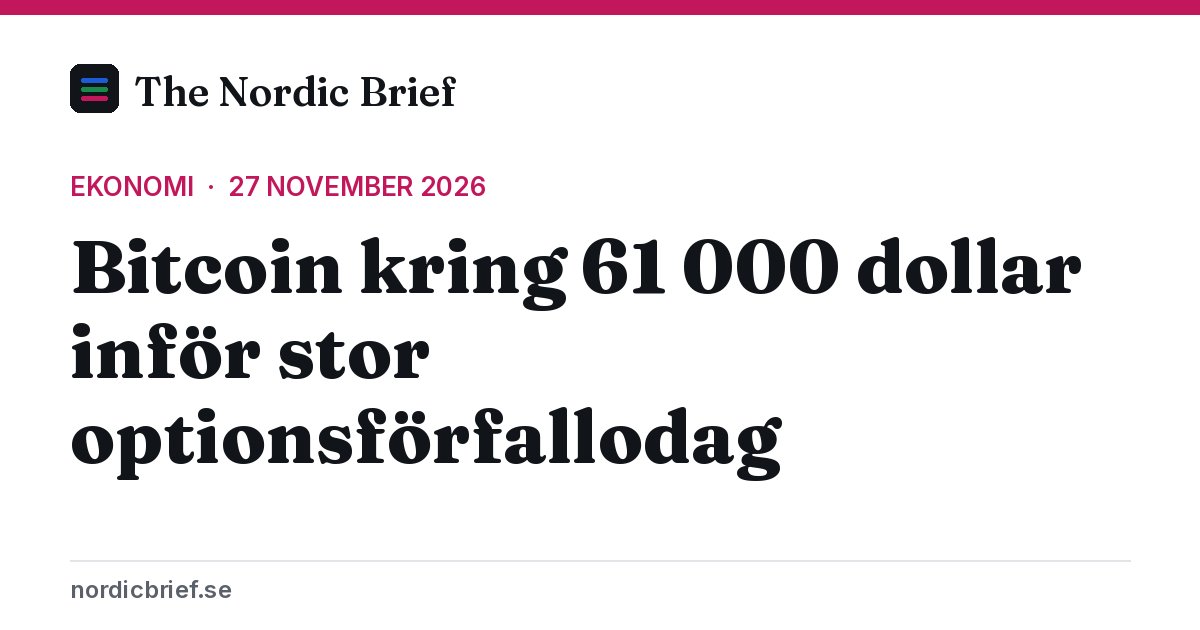 The Nordic Brief
EKONOMI · 27 NOVEMBER 2026
Bitcoin kring 61 000 dollar
inför stor
optionsförfallodag
nordicbrief.se